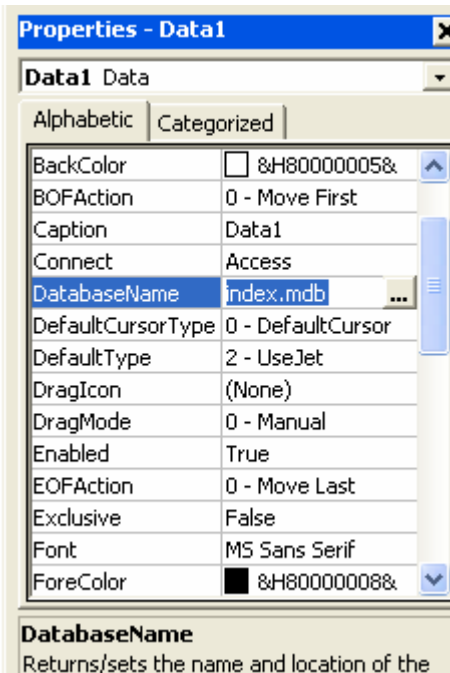 Properties - Data1
Data1 Data
Alphabetic Categorized
BackColor &H80000005&
BOFAction 0 - Move First
Caption Data1
Connect Access
DatabaseName index.mdb ...
DefaultCursorType 0 - DefaultCursor
DefaultType 2 - UseJet
DragIcon (None)
DragMode 0 - Manual
Enabled True
EOFAction 0 - Move Last
Exclusive False
Font MS Sans Serif
ForeColor &H80000008&
DatabaseName
Returns/sets the name and location of the